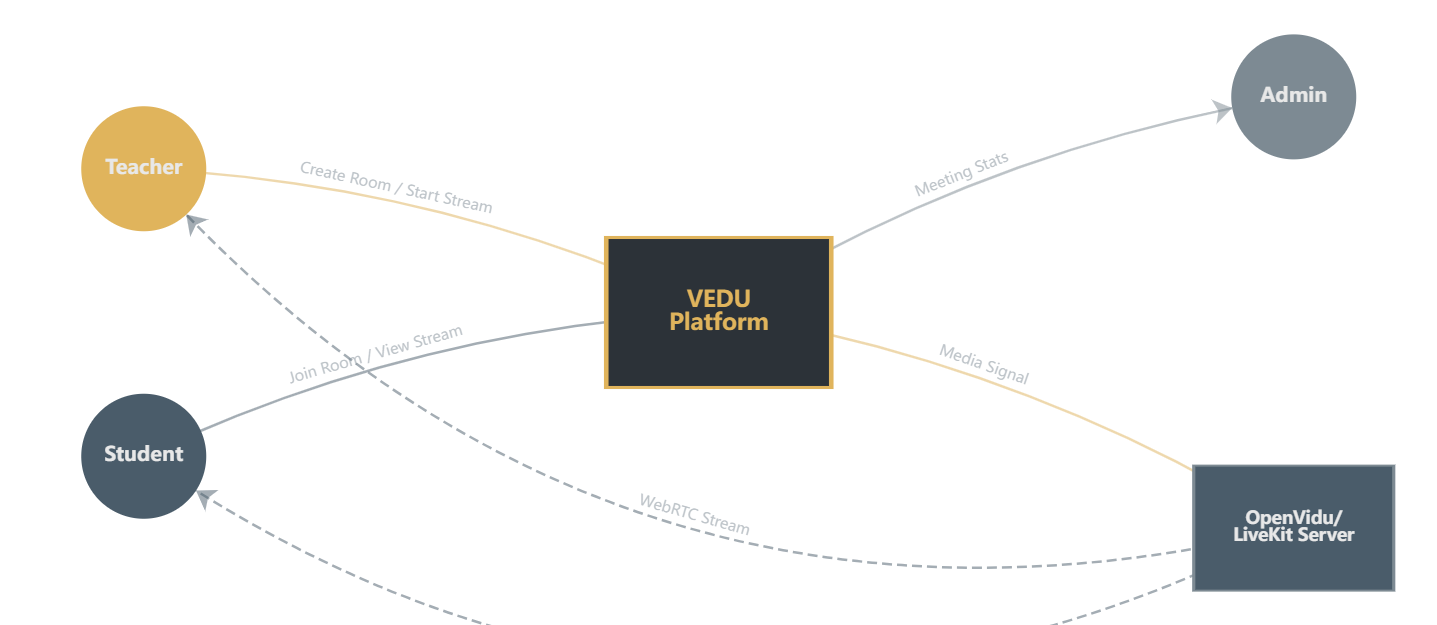 Admin
Teacher
Create Room / Start Stream
Meeting Stats
VEDU
Platform
Join Room / View Stream
Media Signal
Student
WebRTC Stream
OpenVidu/
LiveKit Server